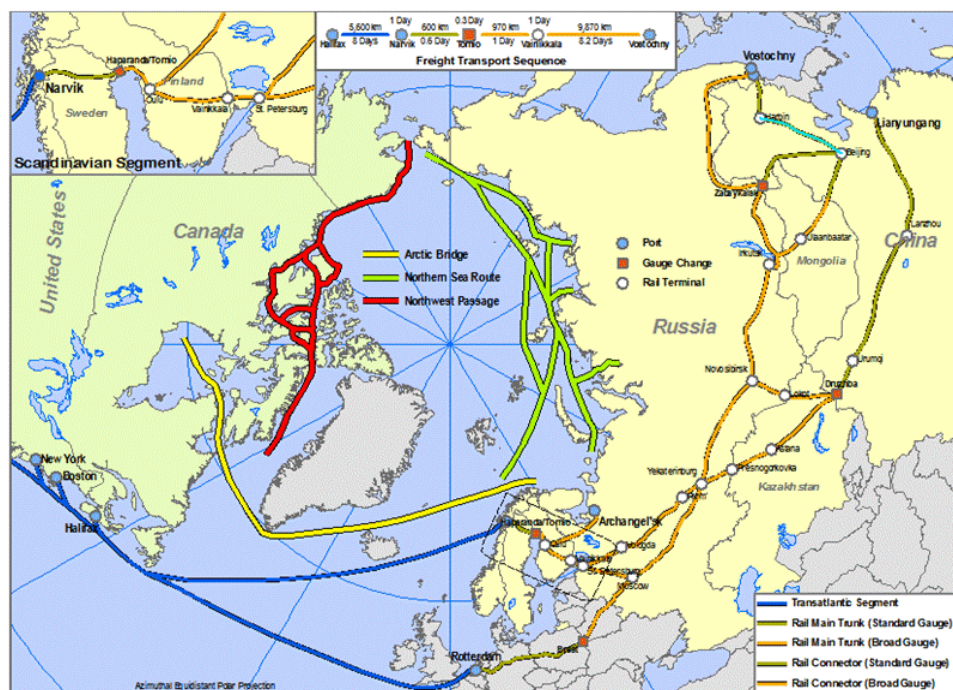 1 Day 0.3 Day 1 Day
5,600 km 600 km 970 km 9,870 km
Halifax Narvik Tornio Vainikkala Vostochny
8 Days 0.6 Day 1 Day 8.2 Days
Freight Transport Sequence
Haparanda/Tornio
Finland
Narvik
Oulu
Vainikkala
St. Petersburg
Sweden
Scandinavian Segment
Vostochny
Harbin
Lianyungang
Beijing
Zabaykalsk
United States
Canada
Lanzhou
China
Ulaanbaatar
Irkutsk
Mongolia
Arctic Bridge
Northern Sea Route
Northwest Passage
Port
Gauge Change
Rail Terminal
Russia
Urumqi
Novosibirsk
Druzhba
Lokot
Astana
Yekaterinburg
Presnogorkovka
Kazakhstan
Perm
New York
Boston
Halifax
Archangel'sk
Haparanda/Tornio
Oulu
Vologda
Vainikkala
St. Petersburg
Moscow
Brest
Rotterdam
Azimuthal Equidistant Polar Projection
Transatlantic Segment
Rail Main Trunk (Standard Gauge)
Rail Main Trunk (Broad Gauge)
Rail Connector (Standard Gauge)
Rail Connector (Broad Gauge)